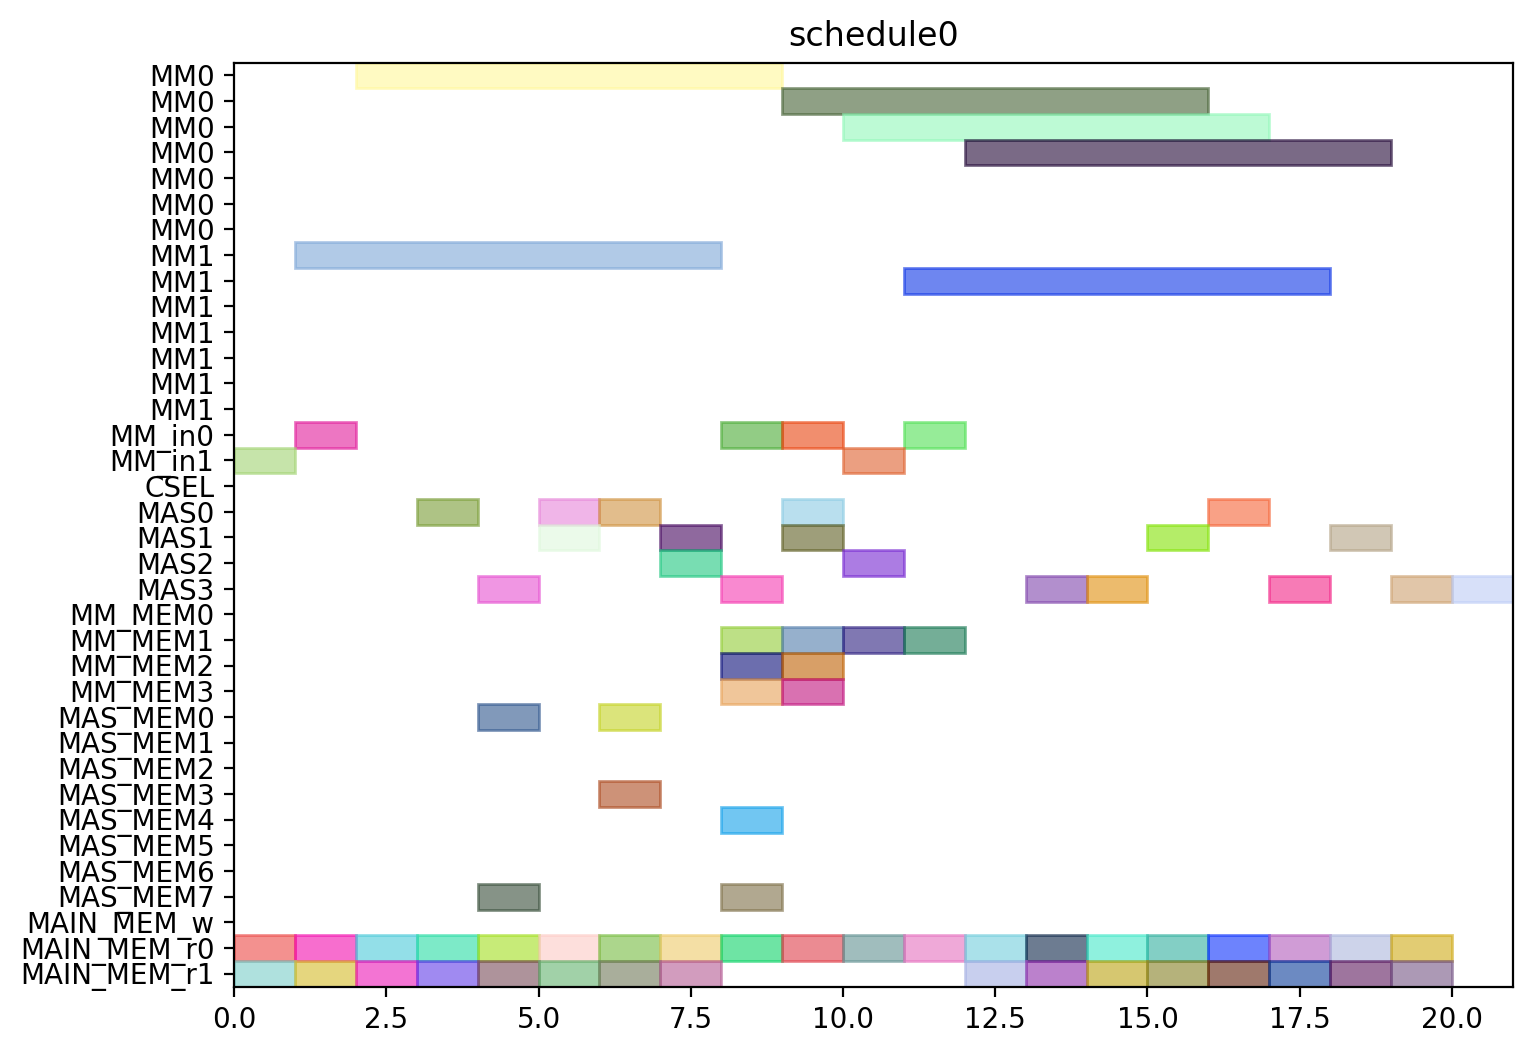 schedule0
MM0
MM0
MM0
MM0
MM0
MM0
MM0
MM1
MM1
MM1
MM1
MM1
MM1
MM1
MM_in0
MM_in1
CSEL
MAS0
MAS1
MAS2
MAS3
MM_MEM0
MM_MEM1
MM_MEM2
MM_MEM3
MAS_MEM0
MAS_MEM1
MAS_MEM2
MAS_MEM3
MAS_MEM4
MAS_MEM5
MAS_MEM6
MAS_MEM7
MAIN_MEM_w
MAIN_MEM_r0
MAIN_MEM_r1
0.0 2.5 5.0 7.5 10.0 12.5 15.0 17.5 20.0